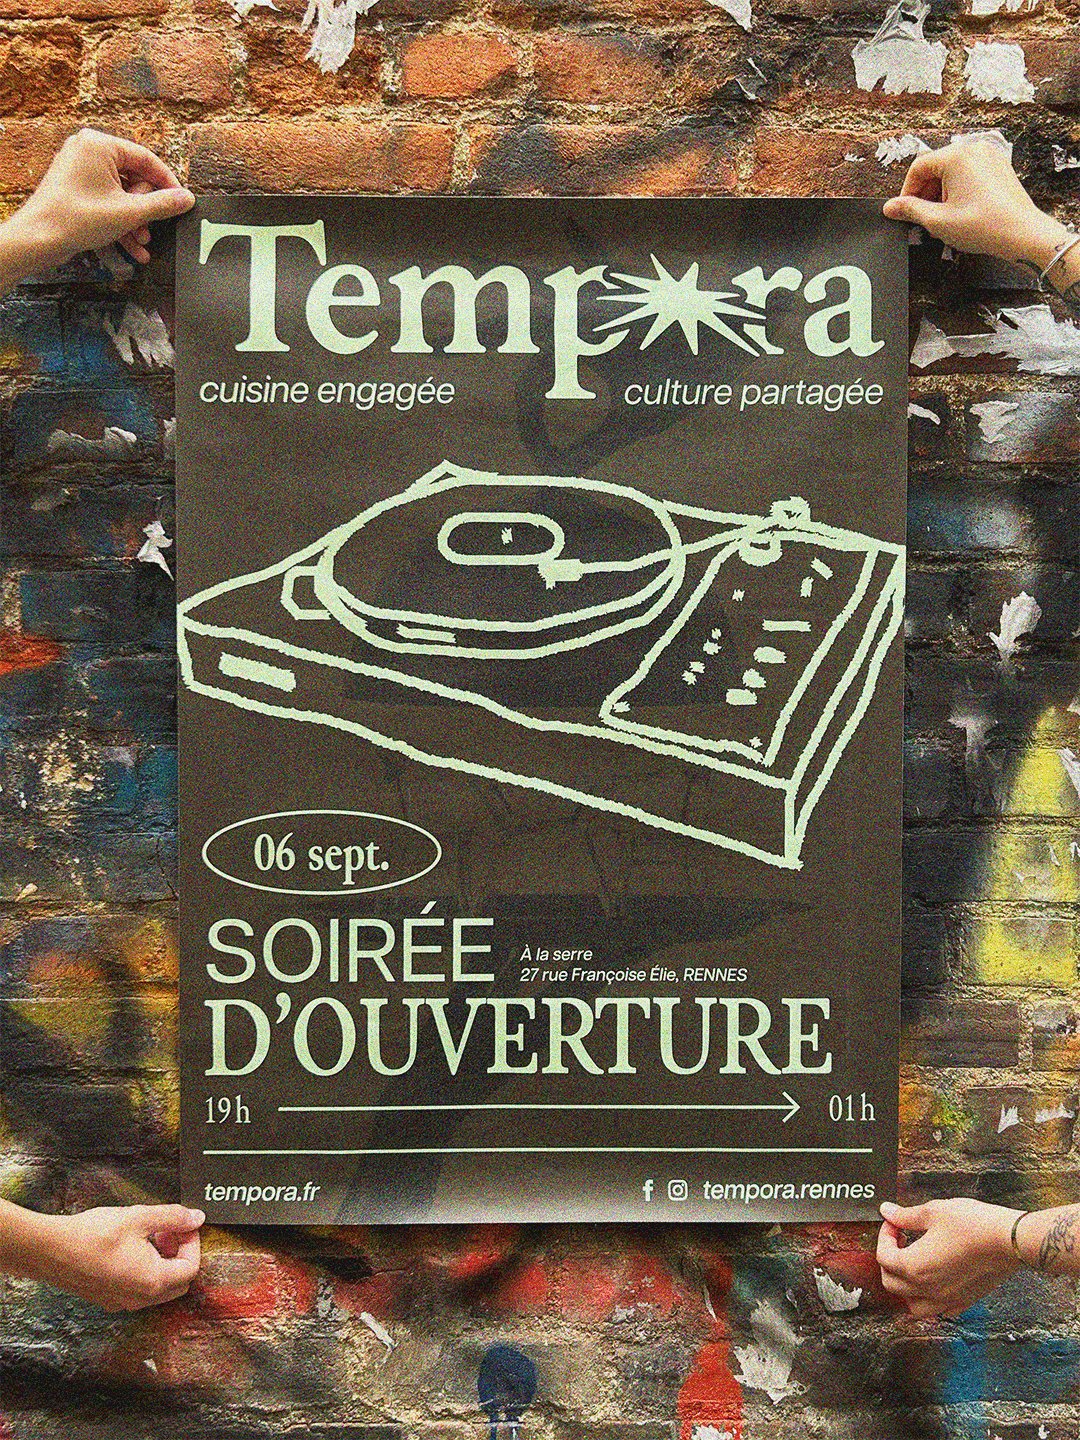 Tempora
cuisine engagée culture partagée
06 sept.
SOIRÉE
À la serre
27 rue Françoise Élie, RENNES
D'OUVERTURE
19h 01h
tempora.fr tempora.rennes